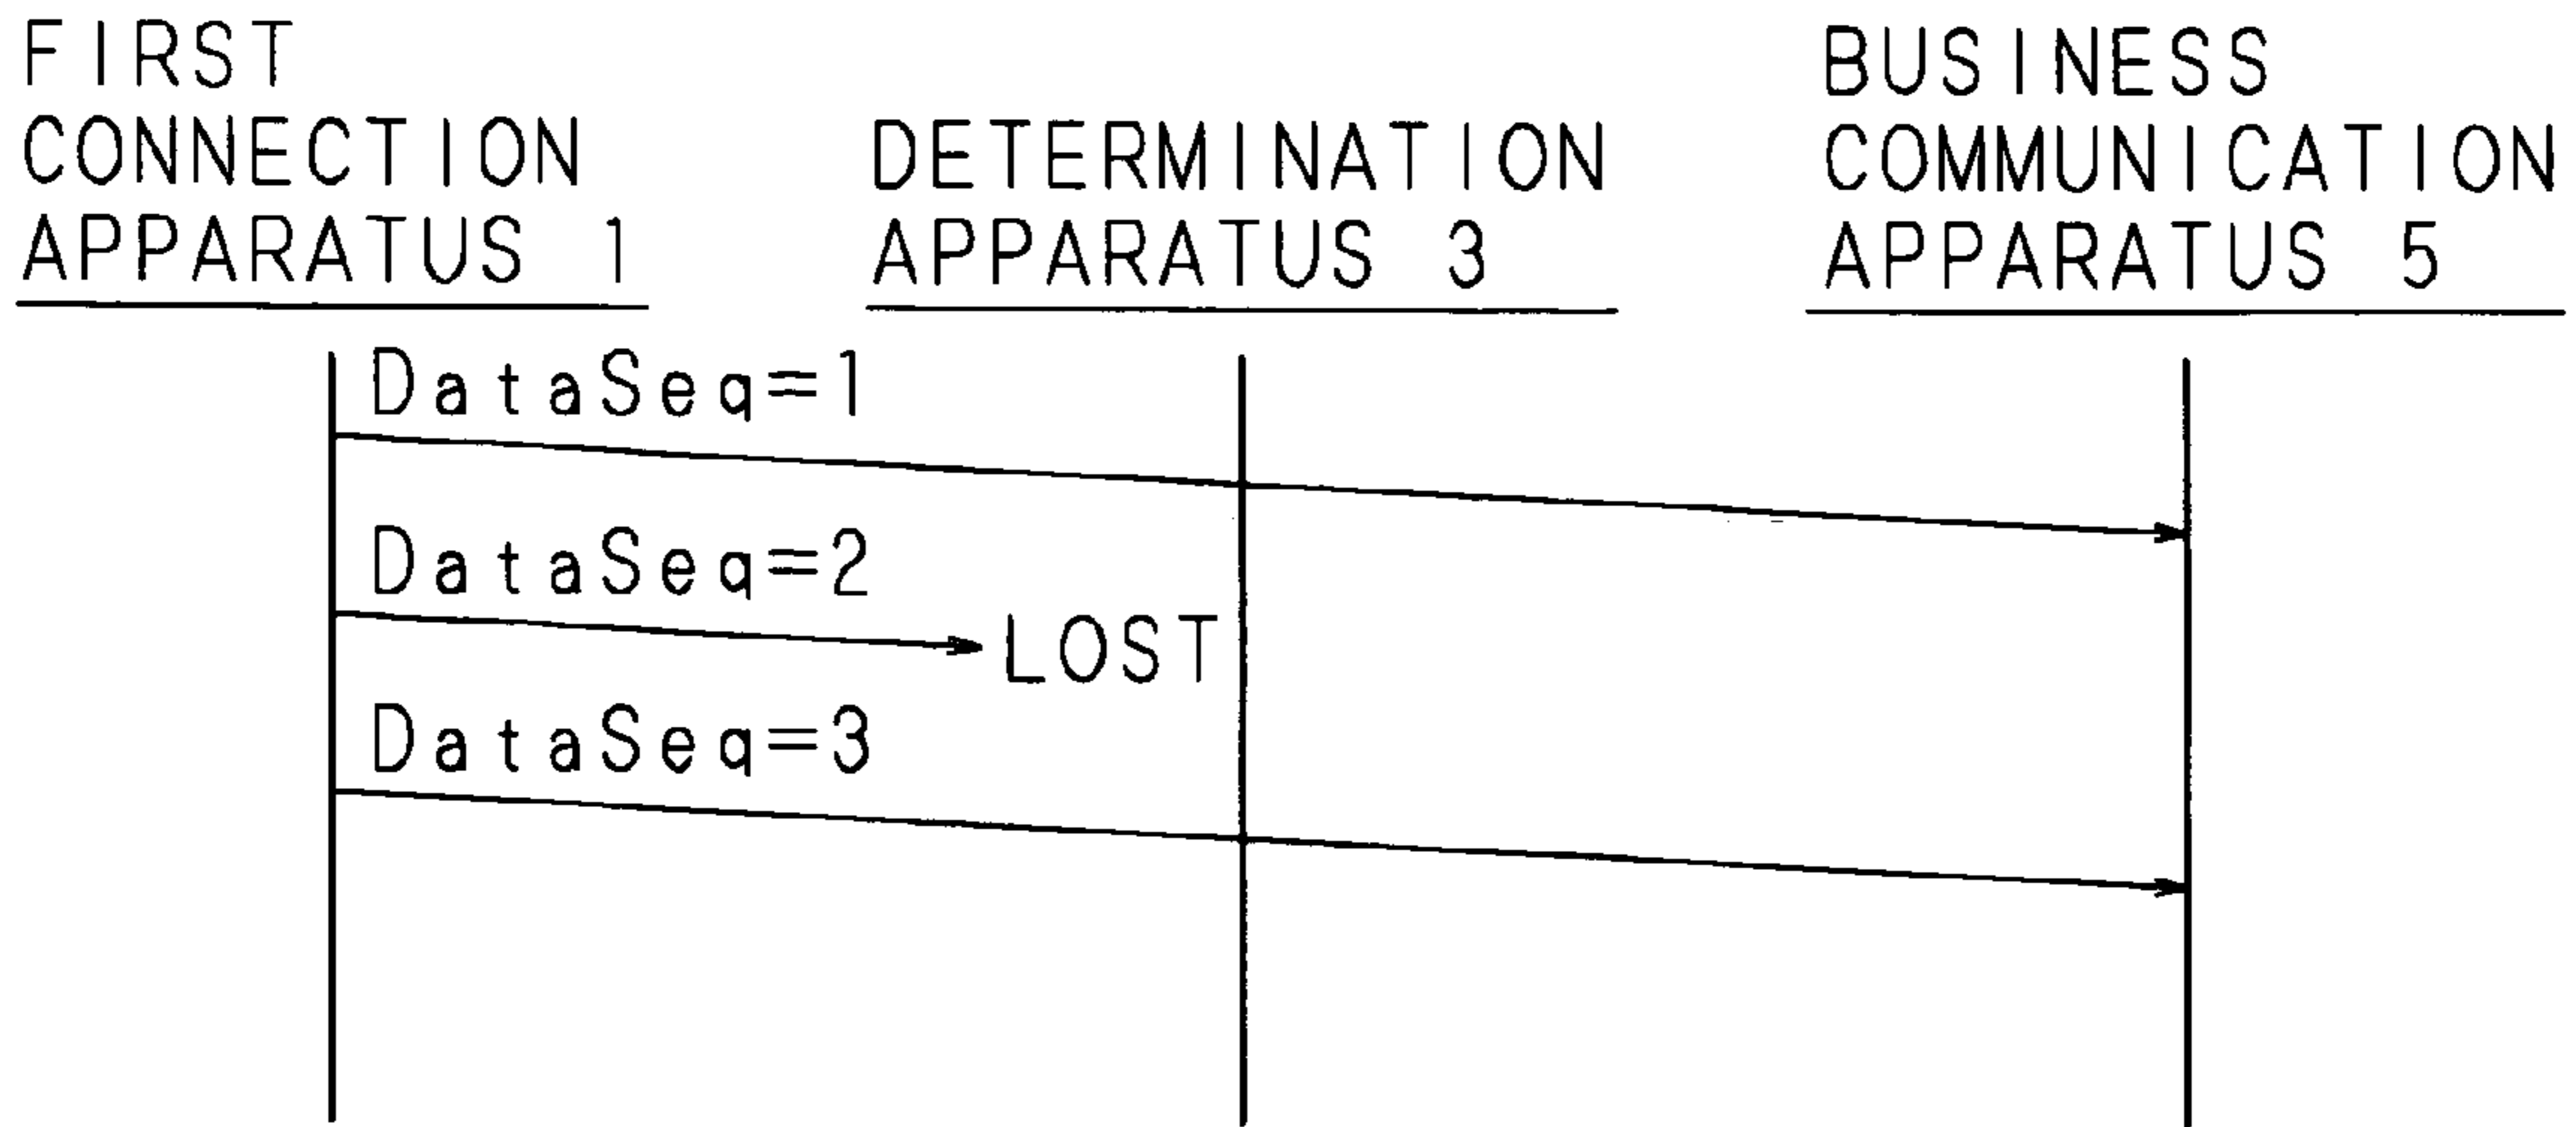 FIRST
CONNECTION
APPARATUS 1
DETERMINATION
APPARATUS 3
BUSINESS
COMMUNICATION
APPARATUS 5
DataSeq=1
DataSeq=2
LOST
DataSeq=3